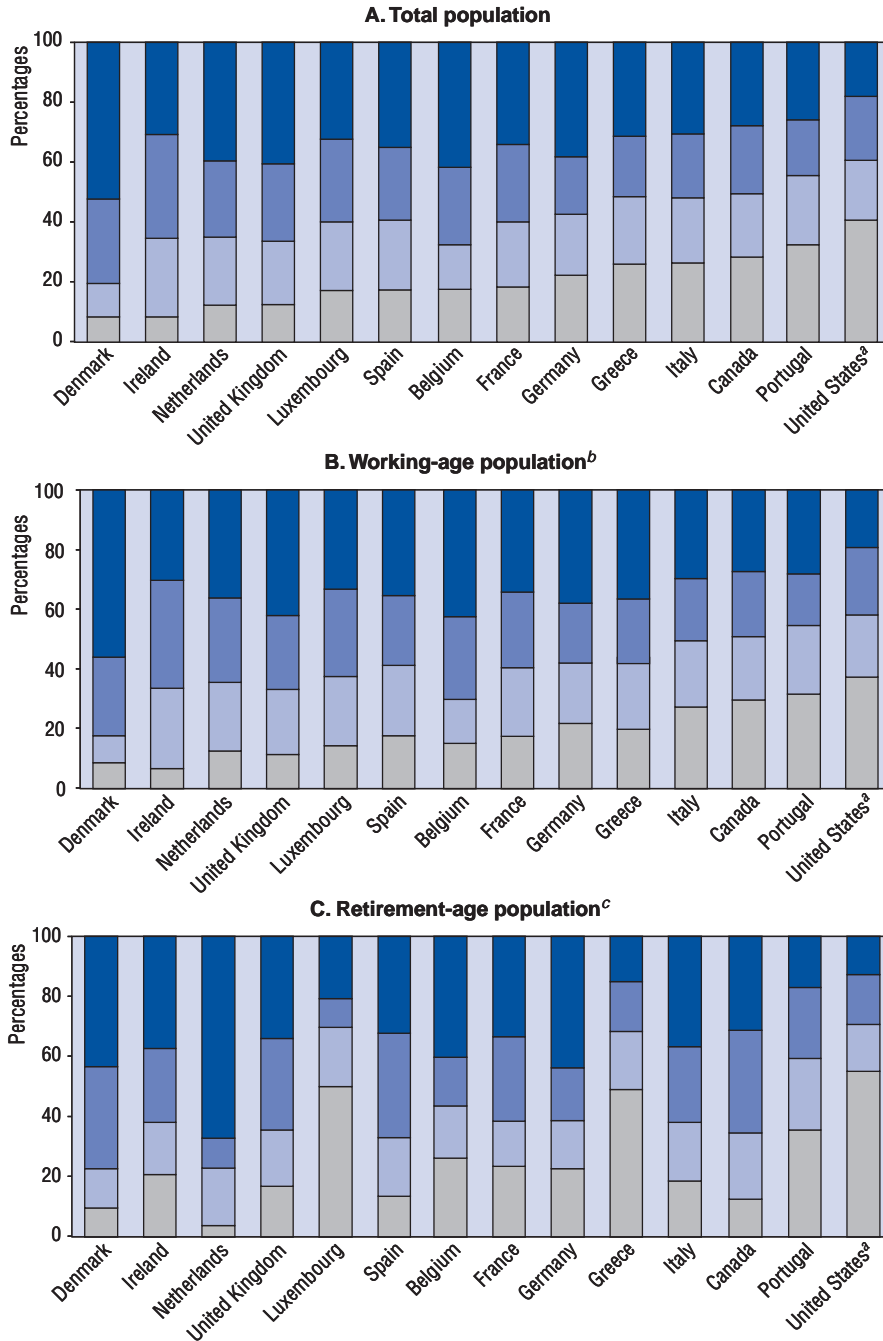 A. Total population
Percentages
100
80
60
40
20
0
Denmark
Ireland
Netherlands
United Kingdom
Luxembourg
Spain
Belgium
France
Germany
Greece
Italy
Canada
Portugal
United Statesa
B. Working-age populationb
Percentages
100
80
60
40
20
0
Denmark
Ireland
Netherlands
United Kingdom
Luxembourg
Spain
Belgium
France
Germany
Greece
Italy
Canada
Portugal
United Statesa
C. Retirement-age populationc
Percentages
100
80
60
40
20
0
Denmark
Ireland
Netherlands
United Kingdom
Luxembourg
Spain
Belgium
France
Germany
Greece
Italy
Canada
Portugal
United Statesa